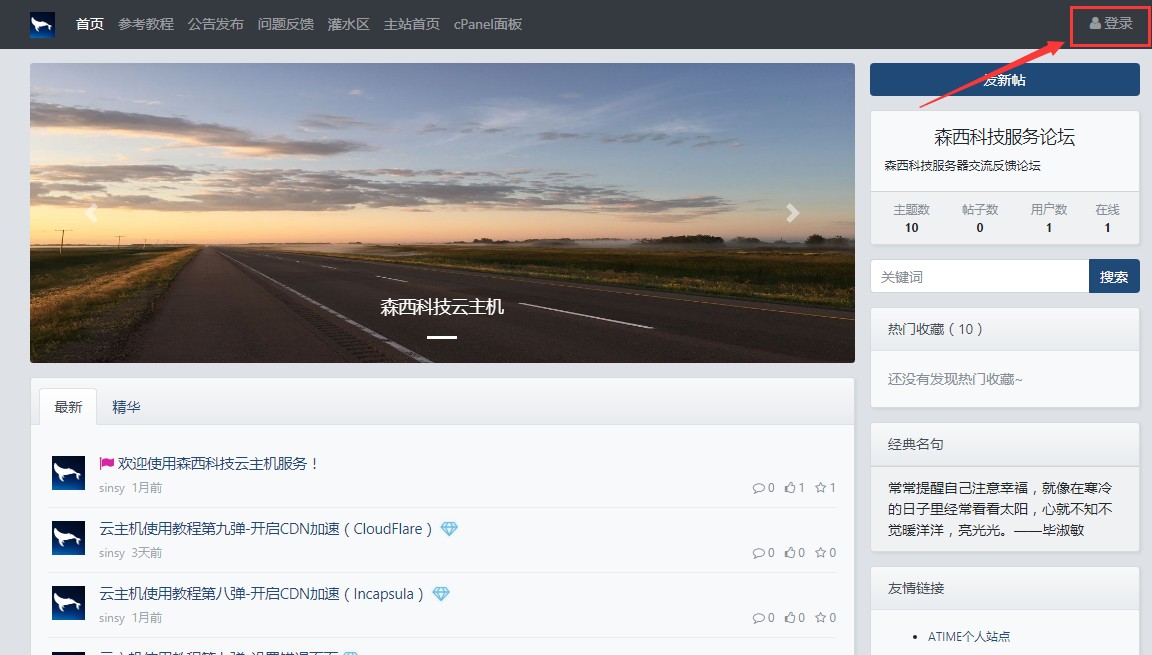 首页 参考教程 公告发布 问题反馈 灌水区 主站首页 cPanel面板 登录
森西科技云主机
最新 精华
欢迎使用森西科技云主机服务！
sinsy 1月前 0 1 1
云主机使用教程第九弹-开启CDN加速（CloudFlare）
sinsy 3天前 0 0 0
云主机使用教程第八弹-开启CDN加速（Incapsula）
sinsy 1月前 0 0 0
发新帖
森西科技服务论坛
森西科技服务器交流反馈论坛
主题数 帖子数 用户数 在线
10 0 1 1
关键词 搜索
热门收藏（10）
还没有发现热门收藏~
经典名句
常常提醒自己注意幸福，就像在寒冷
的日子里经常看看太阳，心就不知不
觉暖洋洋，亮光光。——毕淑敏
友情链接
ATIME个人站点